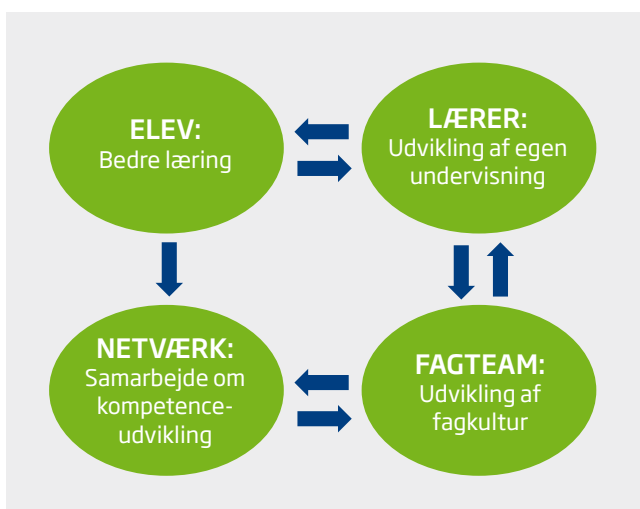 ELEV:
Bedre læring
LÆRER:
Udvikling af egen
undervisning
NETVÆRK:
Samarbejde om
kompetence-
udvikling
FAGTEAM:
Udvikling af
fagkultur